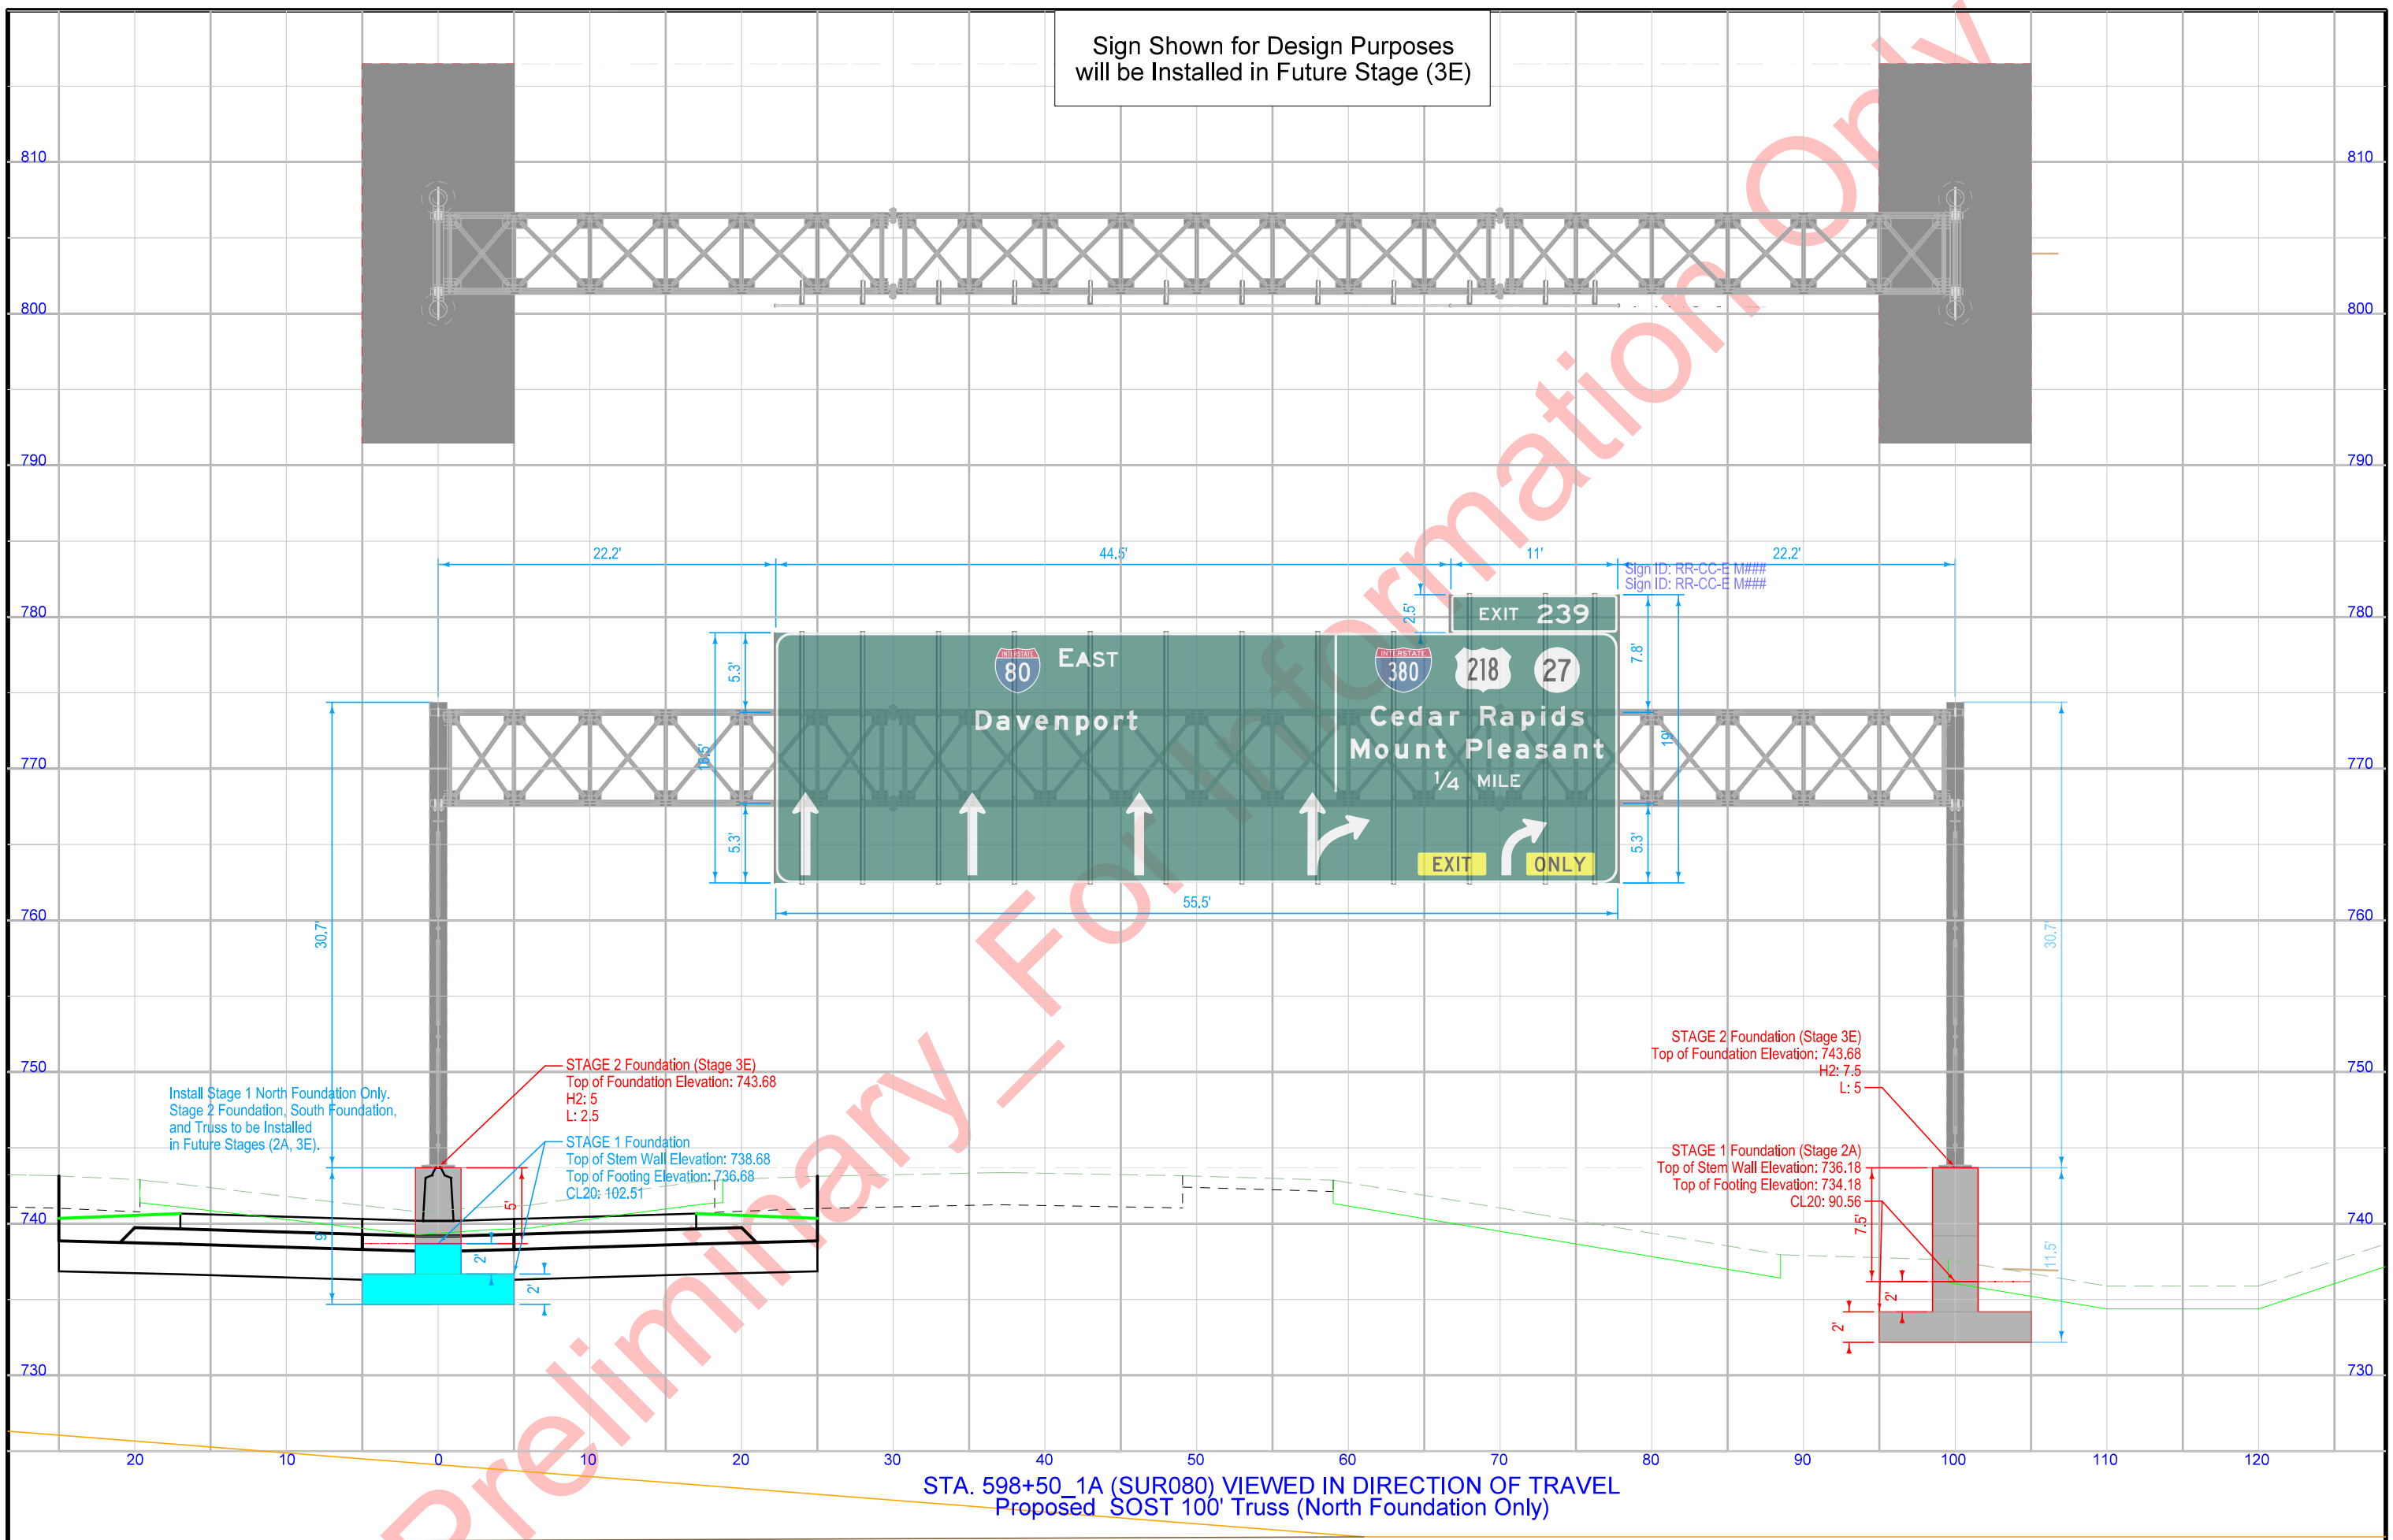 Sign Shown for Design Purposes
will be Installed in Future Stage (3E)
810
810
800
800
790
790
22.2'
44.5'
11'
22.2'
Sign ID: RR-CC-E M###
Sign ID: RR-CC-E M###
780
2.5'
EXIT 239
780
5.3'
INTERSTATE
80
EAST
INTERSTATE
380
218
27
7.8'
Davenport
Cedar Rapids
Mount Pleasant
1/4 MILE
770
16.5'
19'
770
5.3'
5.3'
EXIT
ONLY
55.5'
760
760
30.7'
30.7'
750
750
STAGE 2 Foundation (Stage 3E)
Top of Foundation Elevation: 743.68
H2: 5
L: 2.5
STAGE 2 Foundation (Stage 3E)
Top of Foundation Elevation: 743.68
H2: 7.5
L: 5
Install Stage 1 North Foundation Only.
Stage 2 Foundation, South Foundation,
and Truss to be Installed
in Future Stages (2A, 3E).
STAGE 1 Foundation
Top of Stem Wall Elevation: 738.68
Top of Footing Elevation: 736.68
CL20: 102.51
STAGE 1 Foundation (Stage 2A)
Top of Stem Wall Elevation: 736.18
Top of Footing Elevation: 734.18
CL20: 90.56
740
9'
5'
7.5'
11.5'
740
2'
2'
2'
2'
730
730
20
10
0
10
20
30
40
50
60
70
80
90
100
110
120
STA. 598+50_1A (SUR080) VIEWED IN DIRECTION OF TRAVEL
Proposed SOST 100' Truss (North Foundation Only)
Preliminary_For Information Only